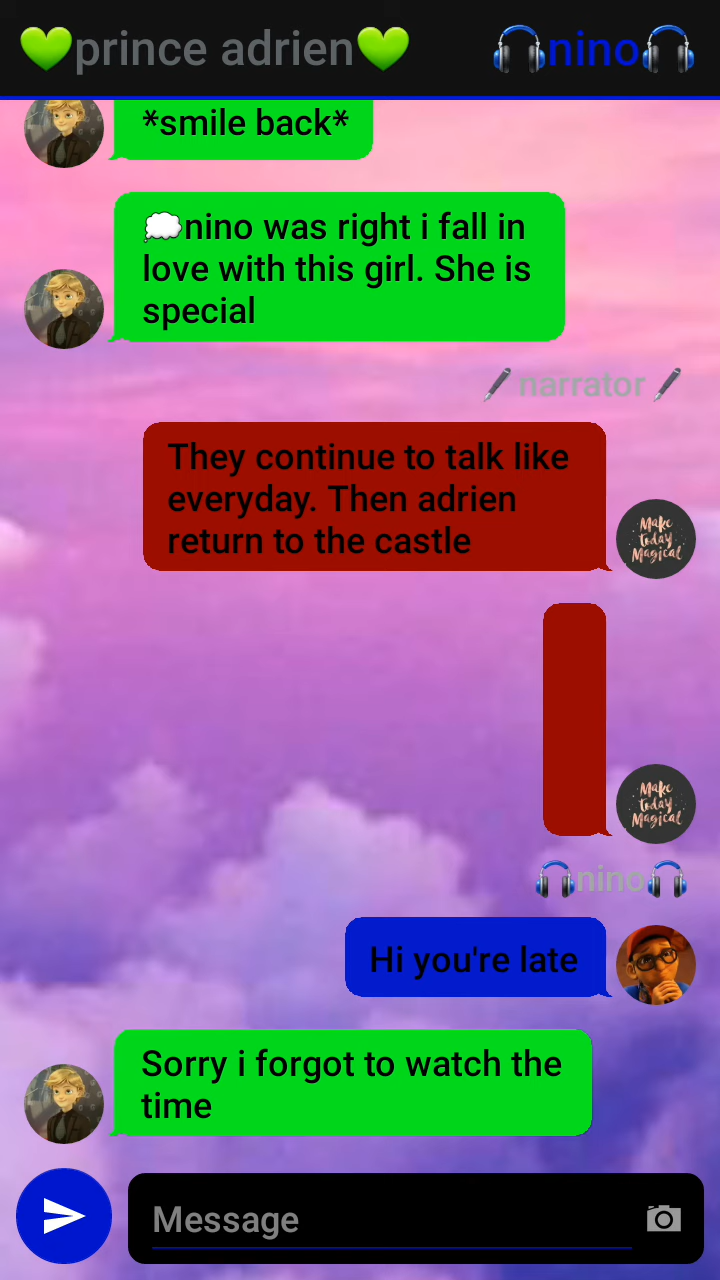 💚prince adrien💚 🎧nino🎧
*smile back*
💭nino was right i fall in
love with this girl. She is
special
🖊 narrator 🖊
They continue to talk like
everyday. Then adrien
return to the castle
Make
today
Magical
Make
today
Magical
🎧nino🎧
Hi you're late
Sorry i forgot to watch the
time
Message